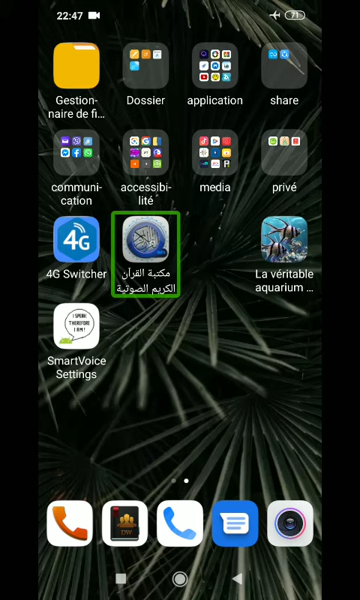 22:47
71
Gestion-
naire de fi...
Dossier
application
share
communi-
cation
accessibi-
lité
media
privé
4G
4G Switcher
مكتبة القرآن
الكريم الصوتية
La véritable
aquarium ...
I SPEAK
THEREFORE
I AM!
SmartVoice
Settings